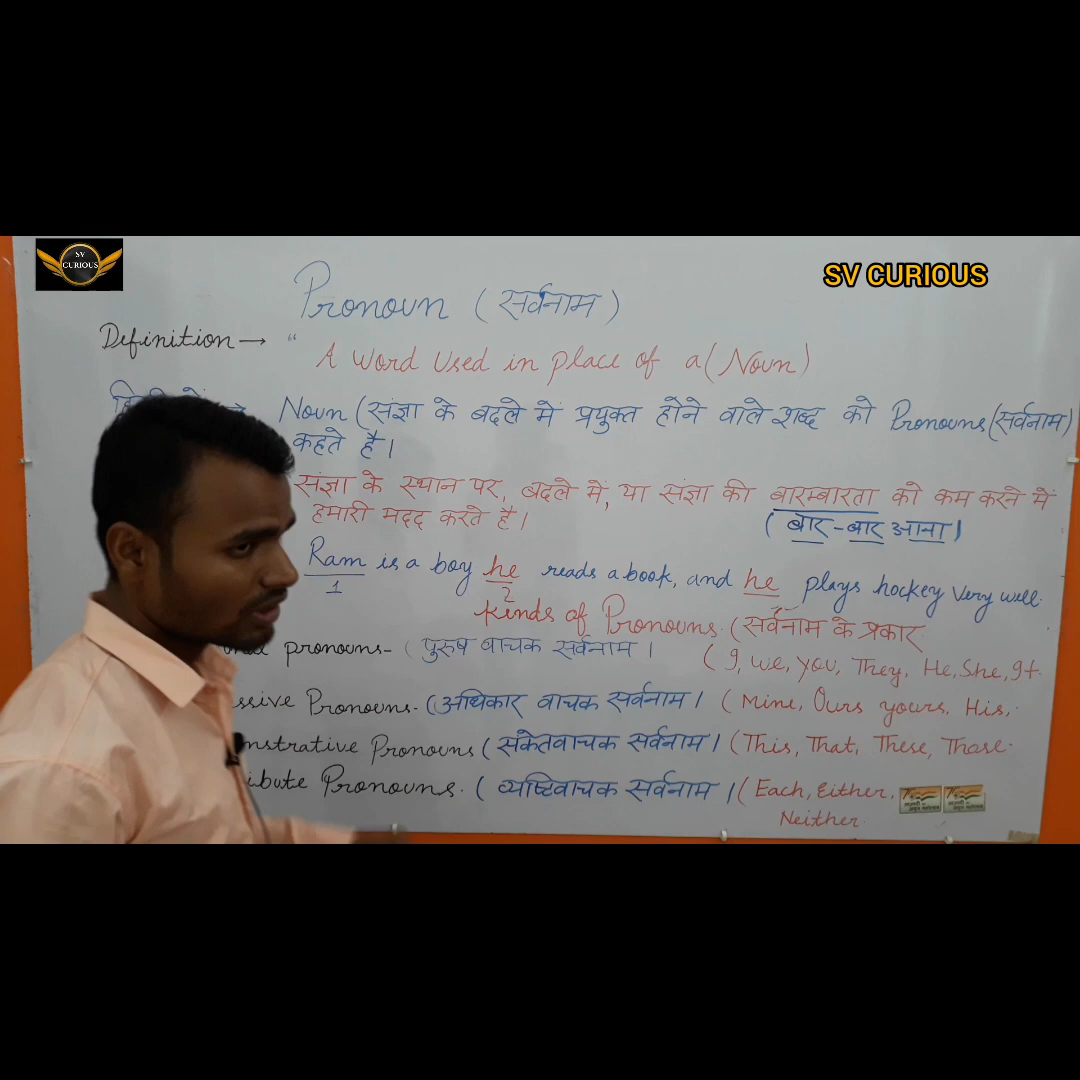 SV CURIOUS
SV CURIOUS
Pronoun (सर्वनाम)
Definition → "A word used in place of a (Noun)
Noun (संज्ञा के बदले में प्रयुक्त होने वाले शब्द को Pronouns (सर्वनाम)
कहते है।
संज्ञा के स्थान पर, बदले में, या संज्ञा की बारम्बारता को कम करने में
हमारी मदद करते है।
(बार-बार आना)
Ram is a boy he reads a book, and he plays hockey very well.
1 2
kinds of Pronouns. (सर्वनाम के प्रकार
pronouns- (पुरुष वाचक सर्वनाम।
( I, we, you, They, He, She, It.
ssive Pronouns. (अधिकार वाचक सर्वनाम। (Mine, Ours yours. His,
nstrative Pronouns (संकेतवाचक सर्वनाम। (This, That, These, Those.
ibute Pronouns. (व्यष्टिवाचक सर्वनाम।( Each, Either,
Neither.